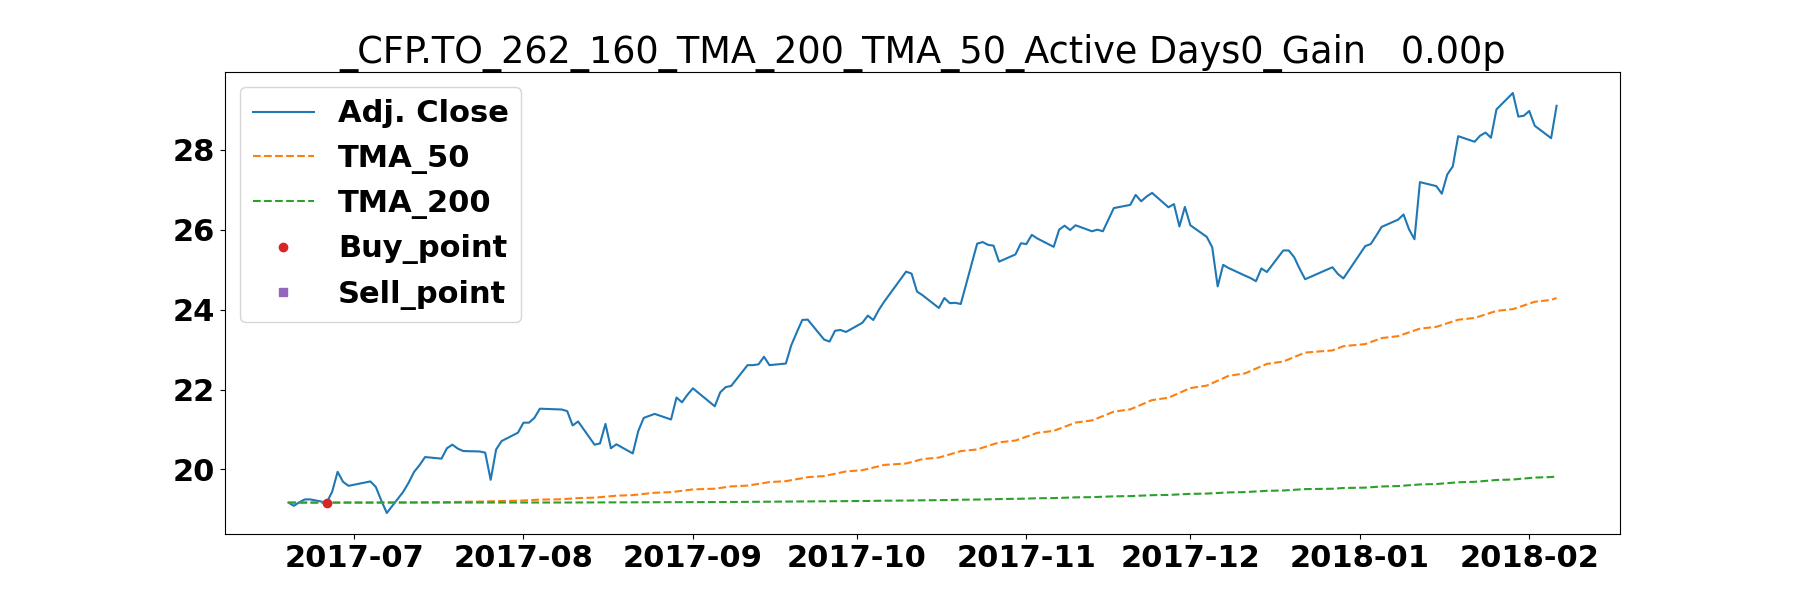 _CFP.TO_262_160_TMA_200_TMA_50_Active Days0_Gain   0.00p
Adj. Close
TMA_50
TMA_200
Buy_point
Sell_point
28
26
24
22
20
2017-07 2017-08 2017-09 2017-10 2017-11 2017-12 2018-01 2018-02